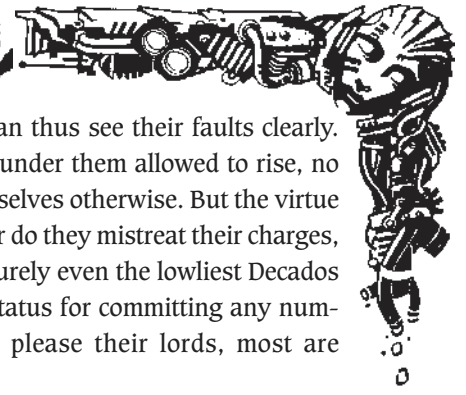 an thus see their faults clearly.
under them allowed to rise, no
selves otherwise. But the virtue
r do they mistreat their charges,
urely even the lowliest Decados
tatus for committing any num-
please their lords, most are